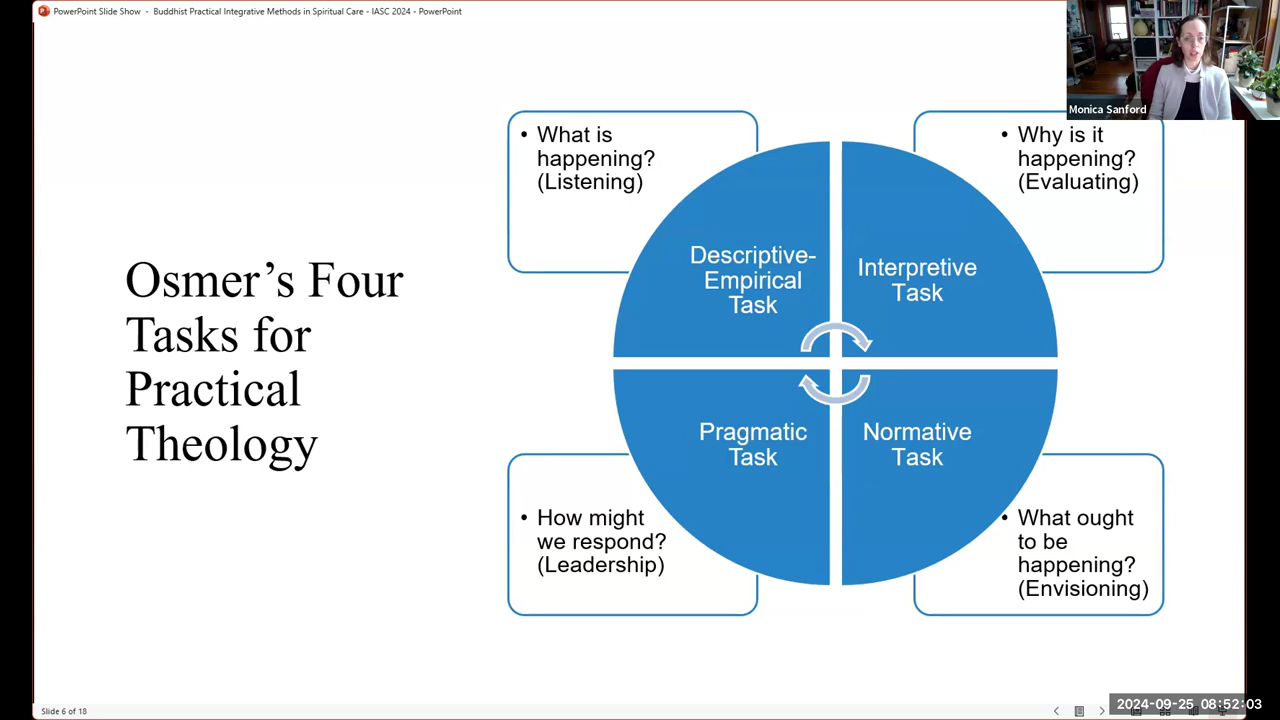 PowerPoint Slide Show - Buddhist Practical Integrative Methods in Spiritual Care - IASC 2024 - PowerPoint
Monica Sanford
Osmer’s Four
Tasks for
Practical
Theology
• What is
happening?
(Listening)
• Why is it
happening?
(Evaluating)
Descriptive-
Empirical
Task
Interpretive
Task
Pragmatic
Task
Normative
Task
• How might
we respond?
(Leadership)
• What ought
to be
happening?
(Envisioning)
Slide 6 of 18
2024-09-25 08:52:03